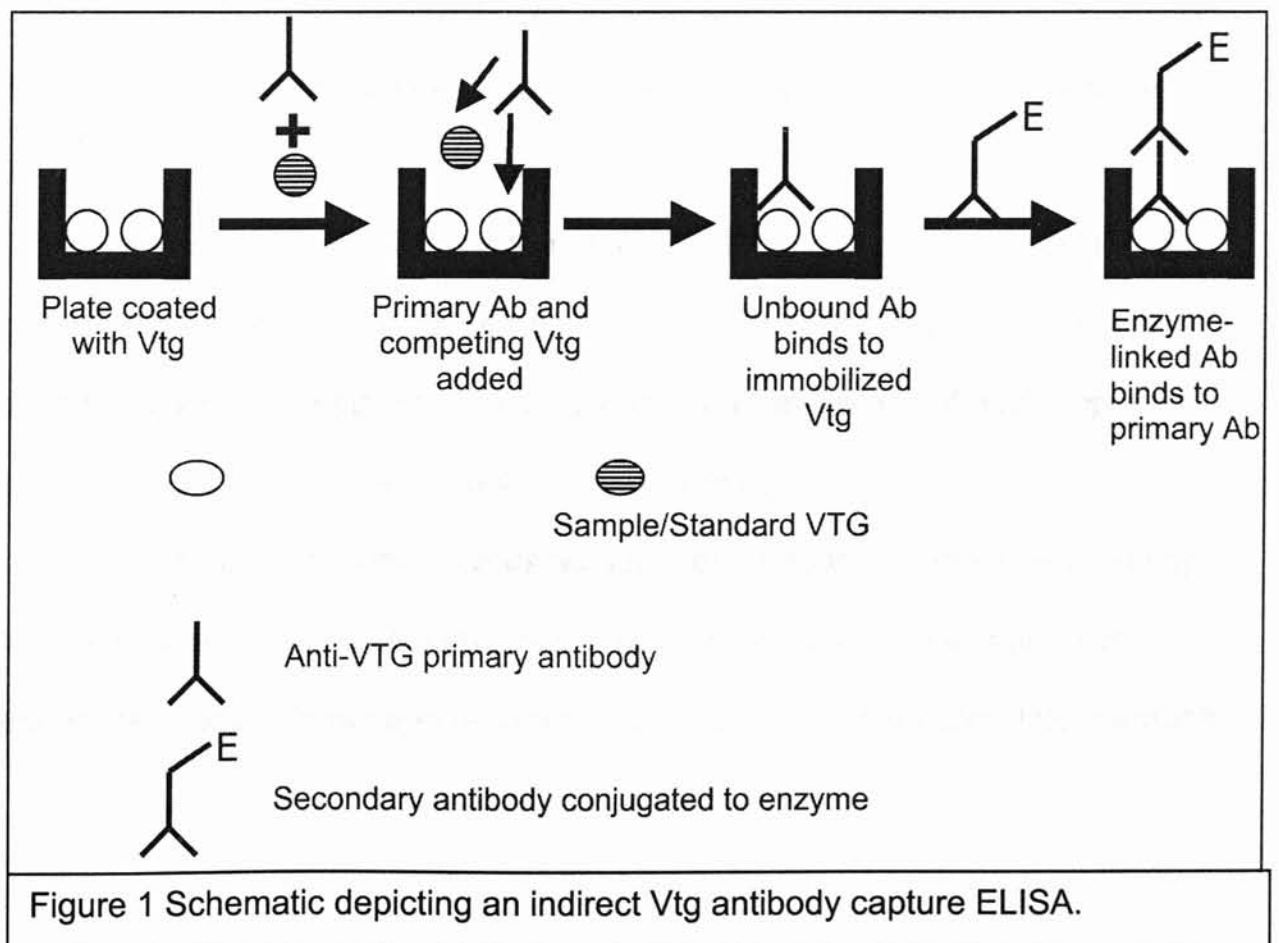 E
E
Plate coated
with Vtg
Primary Ab and
competing Vtg
added
Unbound Ab
binds to
immobilized
Vtg
Enzyme-
linked Ab
binds to
primary Ab
Sample/Standard VTG
Anti-VTG primary antibody
E
Secondary antibody conjugated to enzyme
Figure 1 Schematic depicting an indirect Vtg antibody capture ELISA.